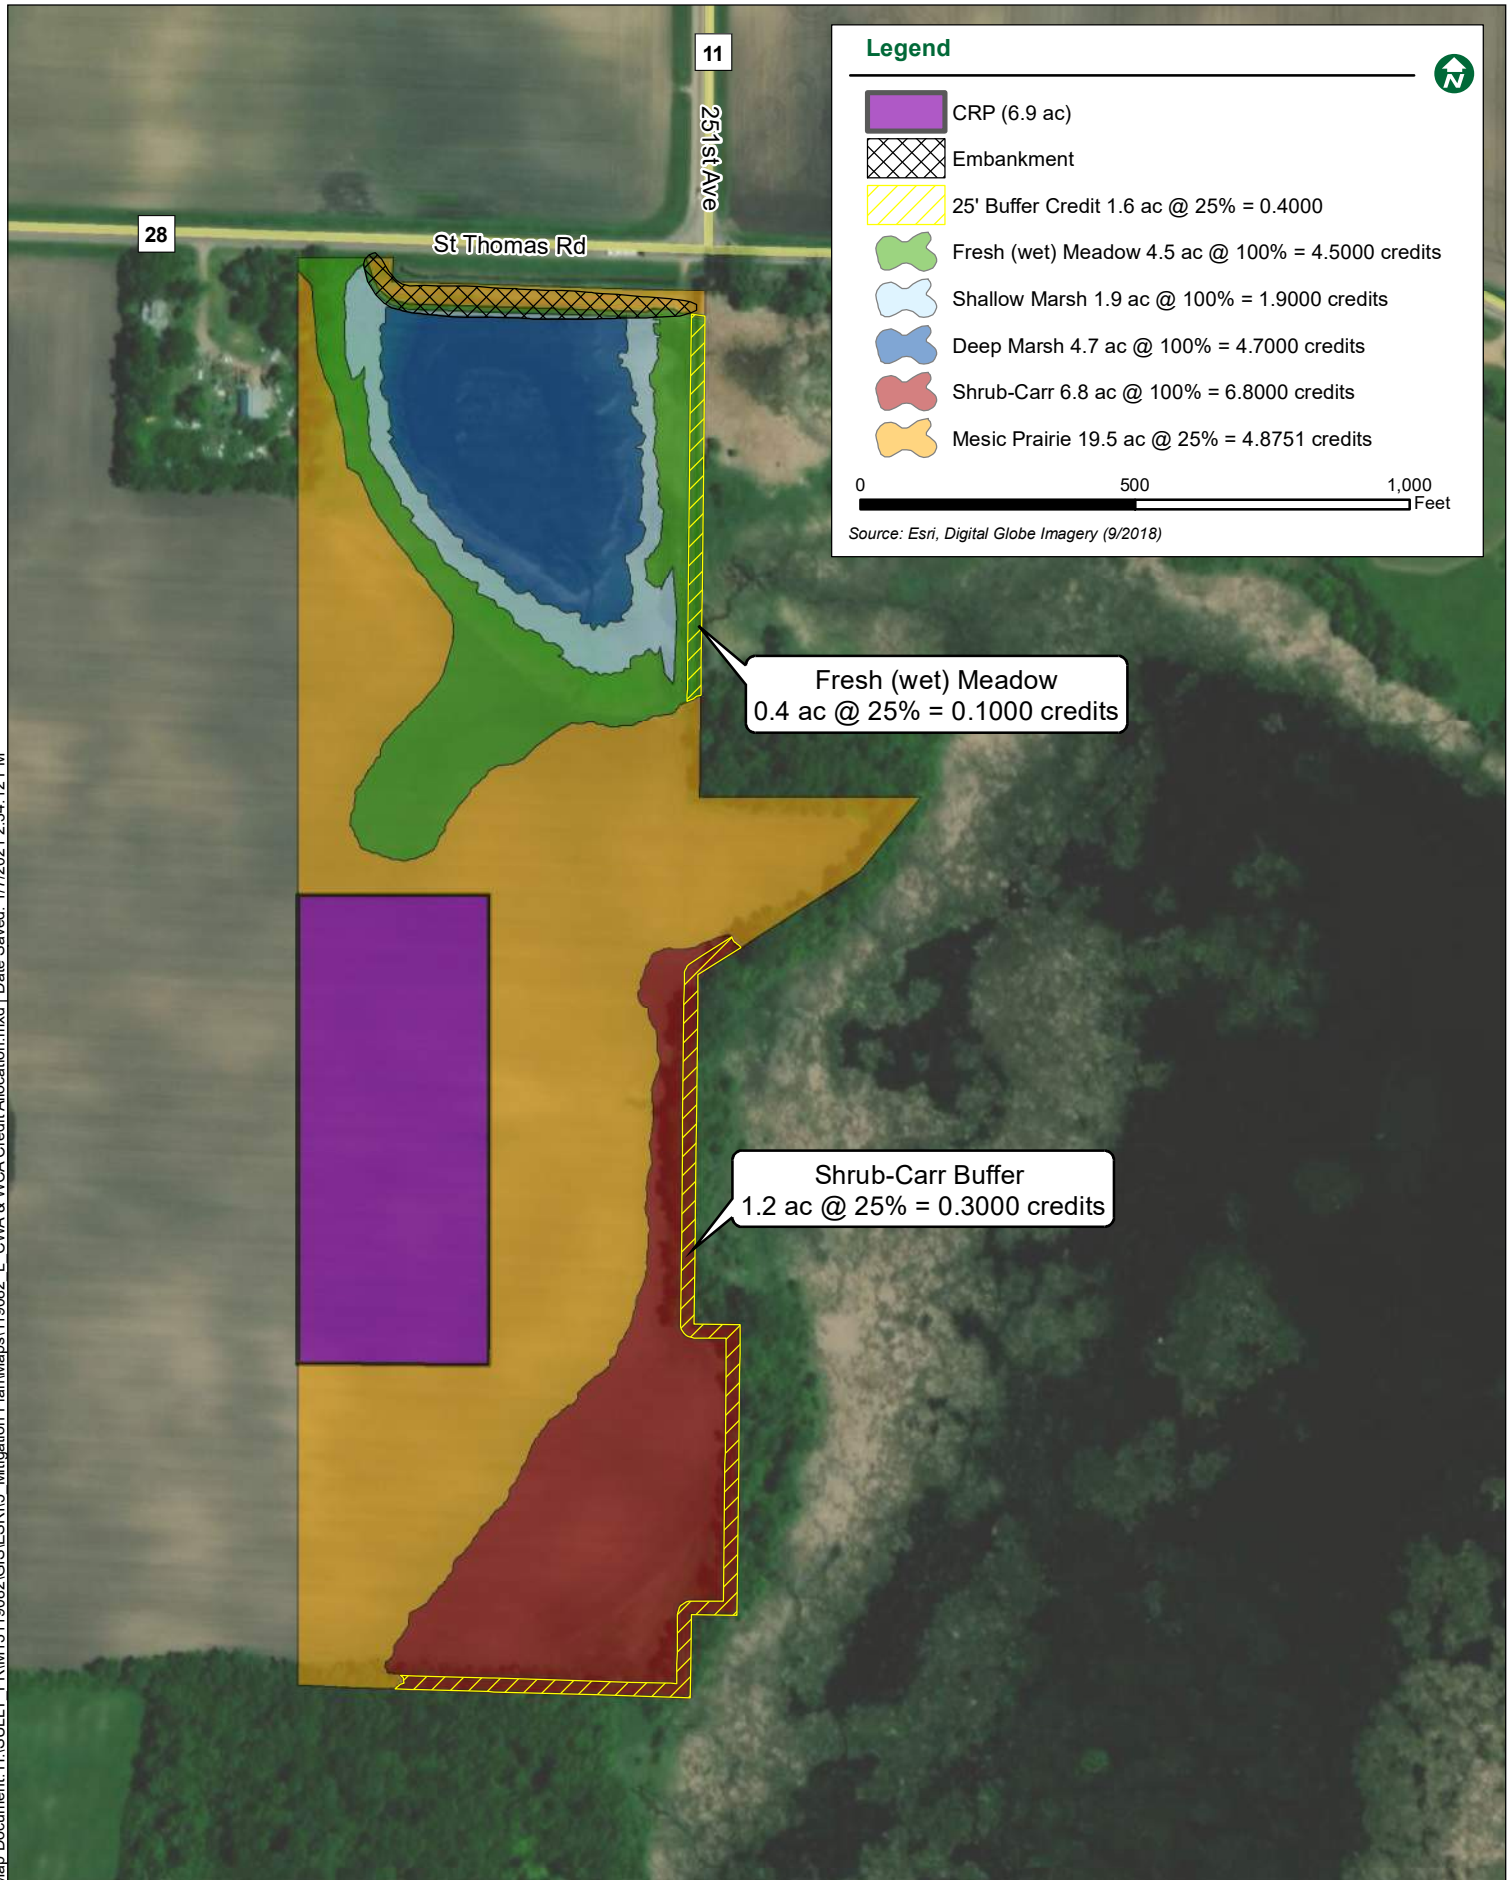 11
251st Ave
28
St Thomas Rd
Legend
N
CRP (6.9 ac)
Embankment
25' Buffer Credit 1.6 ac @ 25% = 0.4000
Fresh (wet) Meadow 4.5 ac @ 100% = 4.5000 credits
Shallow Marsh 1.9 ac @ 100% = 1.9000 credits
Deep Marsh 4.7 ac @ 100% = 4.7000 credits
Shrub-Carr 6.8 ac @ 100% = 6.8000 credits
Mesic Prairie 19.5 ac @ 25% = 4.8751 credits
0 500 1,000
Feet
Source: Esri, Digital Globe Imagery (9/2018)
Fresh (wet) Meadow
0.4 ac @ 25% = 0.1000 credits
Shrub-Carr Buffer
1.2 ac @ 25% = 0.3000 credits